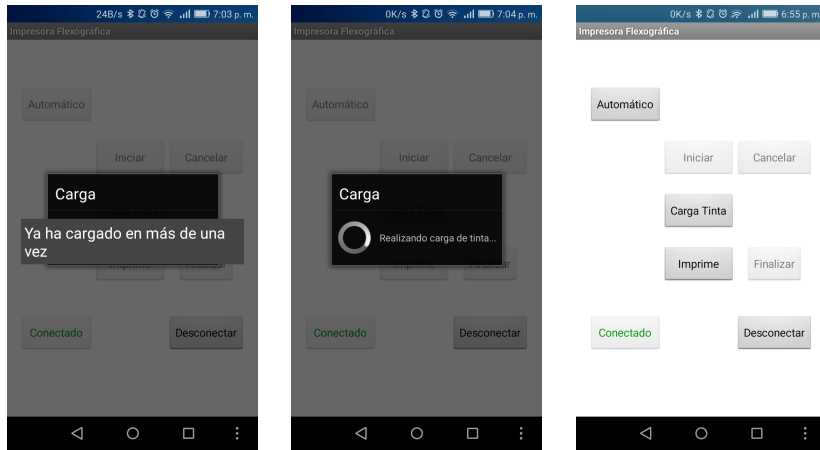 24B/s 7:03 p. m.
Impresora Flexográfica
Automático
Iniciar Cancelar
Carga
Ya ha cargado en más de una
vez
Imprime Finalizar
Conectado Desconectar
0K/s 7:04 p. m.
Impresora Flexográfica
Automático
Iniciar Cancelar
Carga
Realizando carga de tinta...
Conectado Desconectar
0K/s 6:55 p. m.
Impresora Flexográfica
Automático
Iniciar Cancelar
Carga Tinta
Imprime Finalizar
Conectado Desconectar